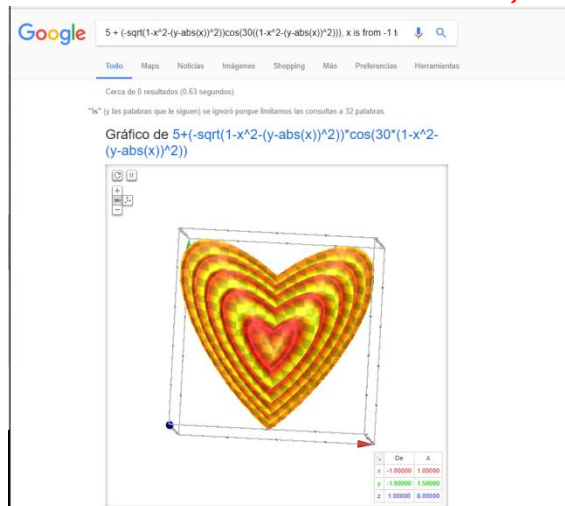 Google
5 + (-sqrt(1-x^2-(y-abs(x))^2))cos(30((1-x^2-(y-abs(x))^2))), x is from -1 t
Todo Maps Noticias Imágenes Shopping Más Preferencias Herramientas
Cerca de 0 resultados (0.63 segundos)
"is" (y las palabras que le siguen) se ignoró porque limitamos las consultas a 32 palabras.
Gráfico de 5+(-sqrt(1-x^2-(y-abs(x))^2))*cos(30*(1-x^2-
(y-abs(x))^2))
De A
x -1.00000 1.00000
y -1.00000 1.50000
z 1.00000 6.00000